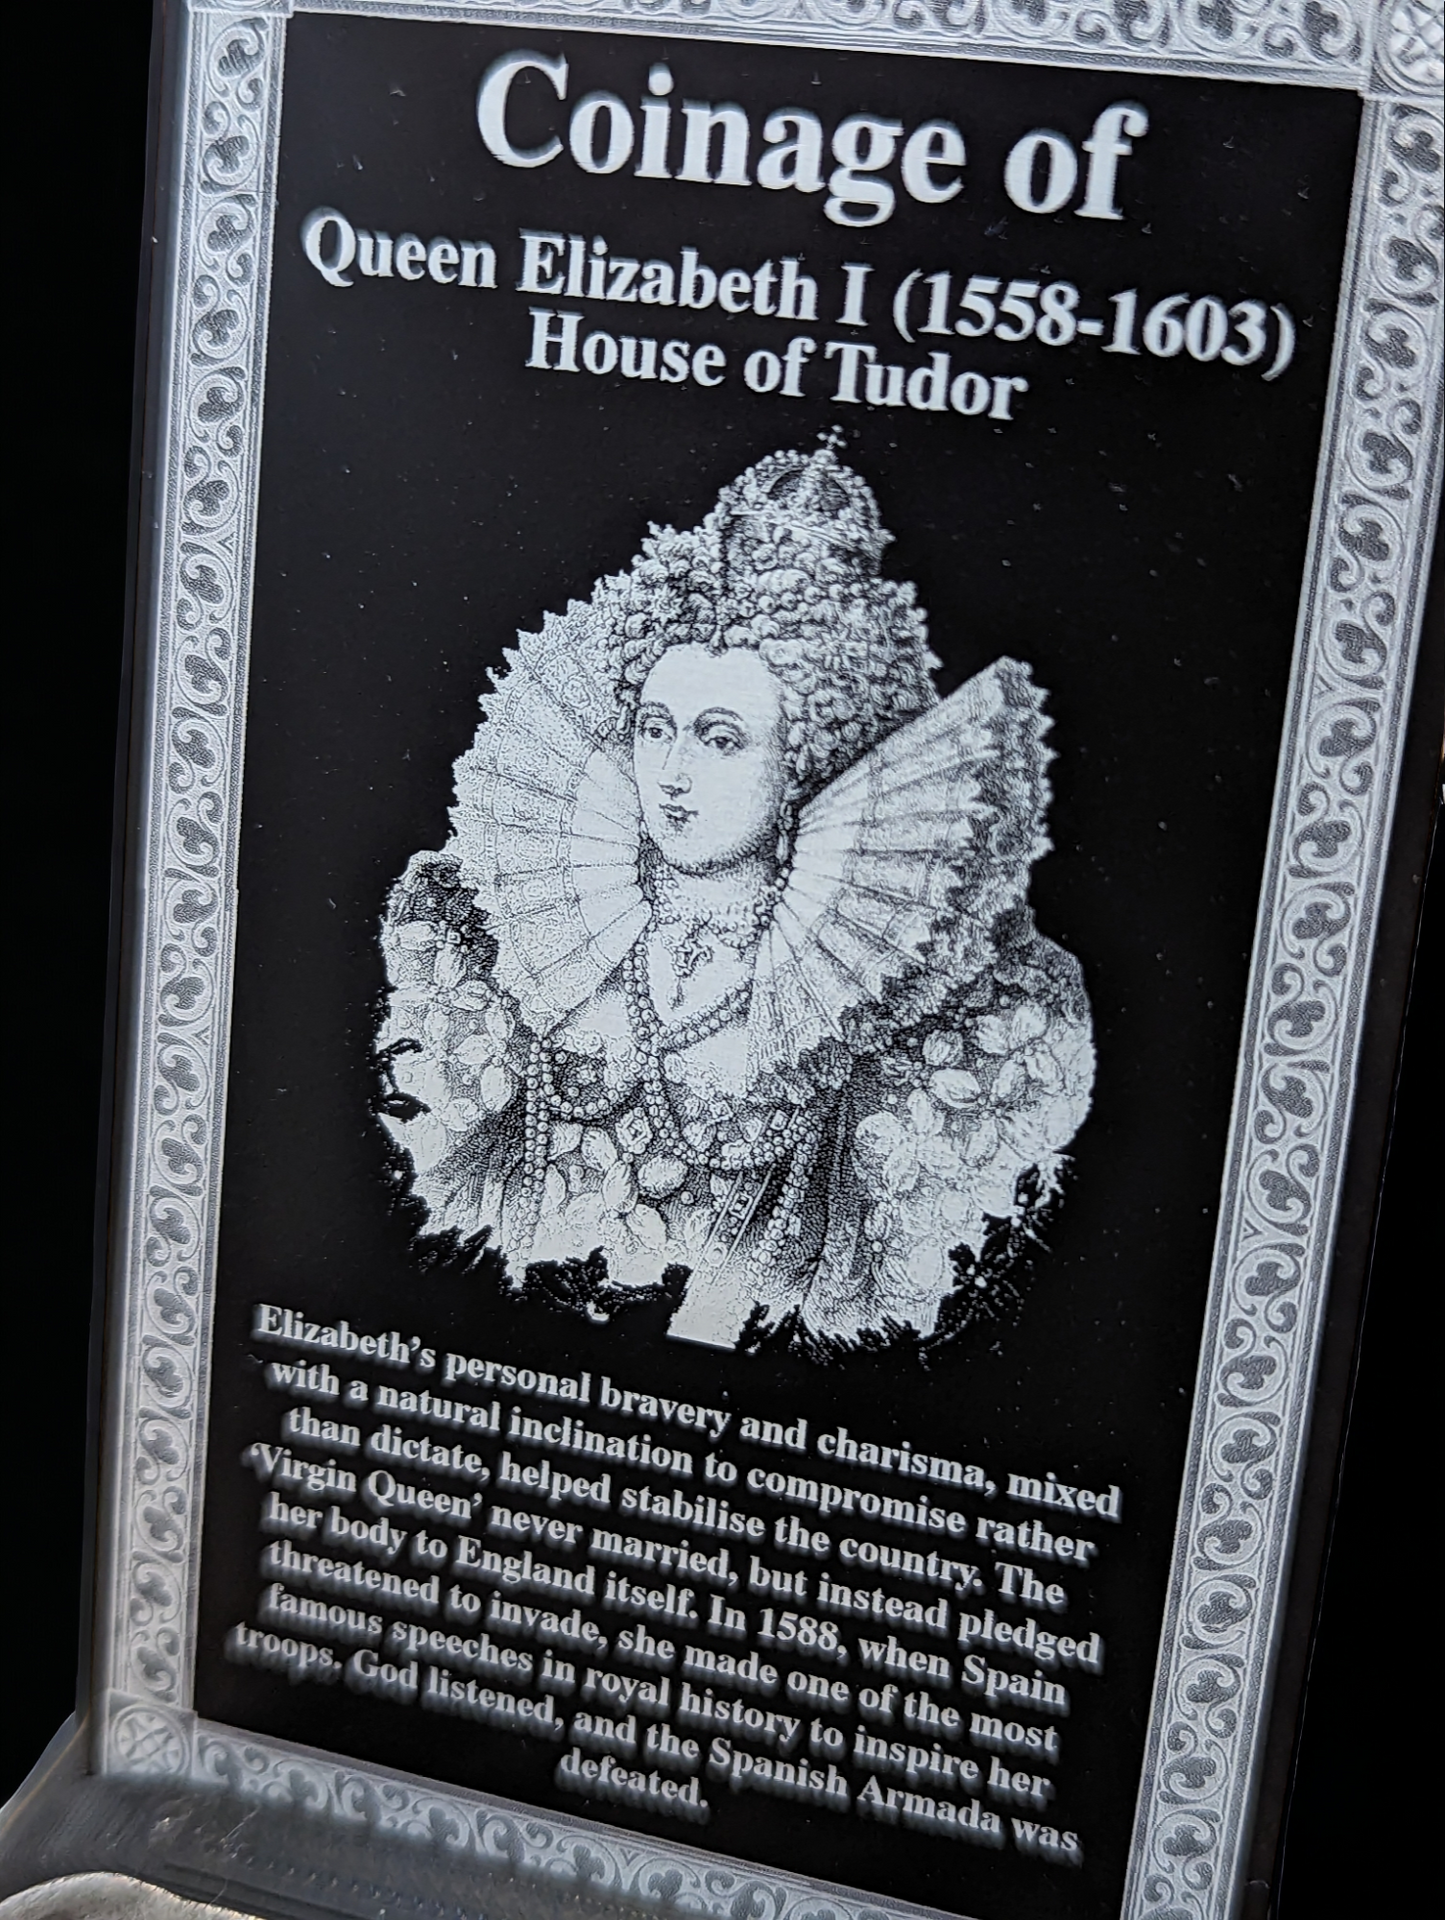 Coinage of
Queen Elizabeth I (1558-1603)
House of Tudor
Elizabeth's personal bravery and charisma, mixed
with a natural inclination to compromise rather
than dictate, helped stabilise the country. The
'Virgin Queen' never married, but instead pledged
her body to England itself. In 1588, when Spain
threatened to invade, she made one of the most
famous speeches in royal history to inspire her
troops. God listened, and the Spanish Armada was
defeated.